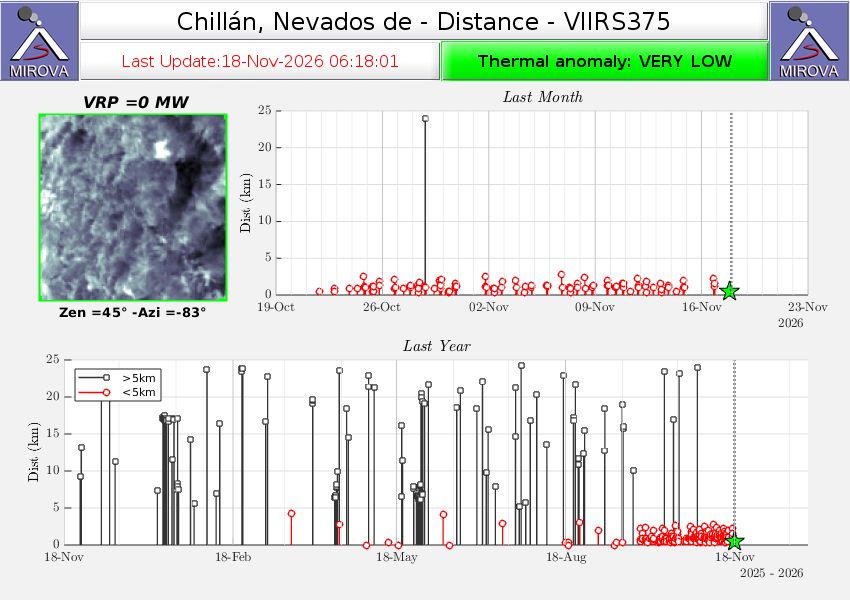 Chillán, Nevados de - Distance - VIIRS375
MIROVA
Last Update:18-Nov-2026 06:18:01
Thermal anomaly: VERY LOW
MIROVA
VRP =0 MW
Zen =45° -Azi =-83°
Last Month
Dist (km)
25
20
15
10
5
0
19-Oct
26-Oct
02-Nov
09-Nov
16-Nov
23-Nov
2026
Last Year
Dist (km)
25
20
15
10
5
0
>5km
<5km
18-Nov
18-Feb
18-May
18-Aug
18-Nov
2025 - 2026